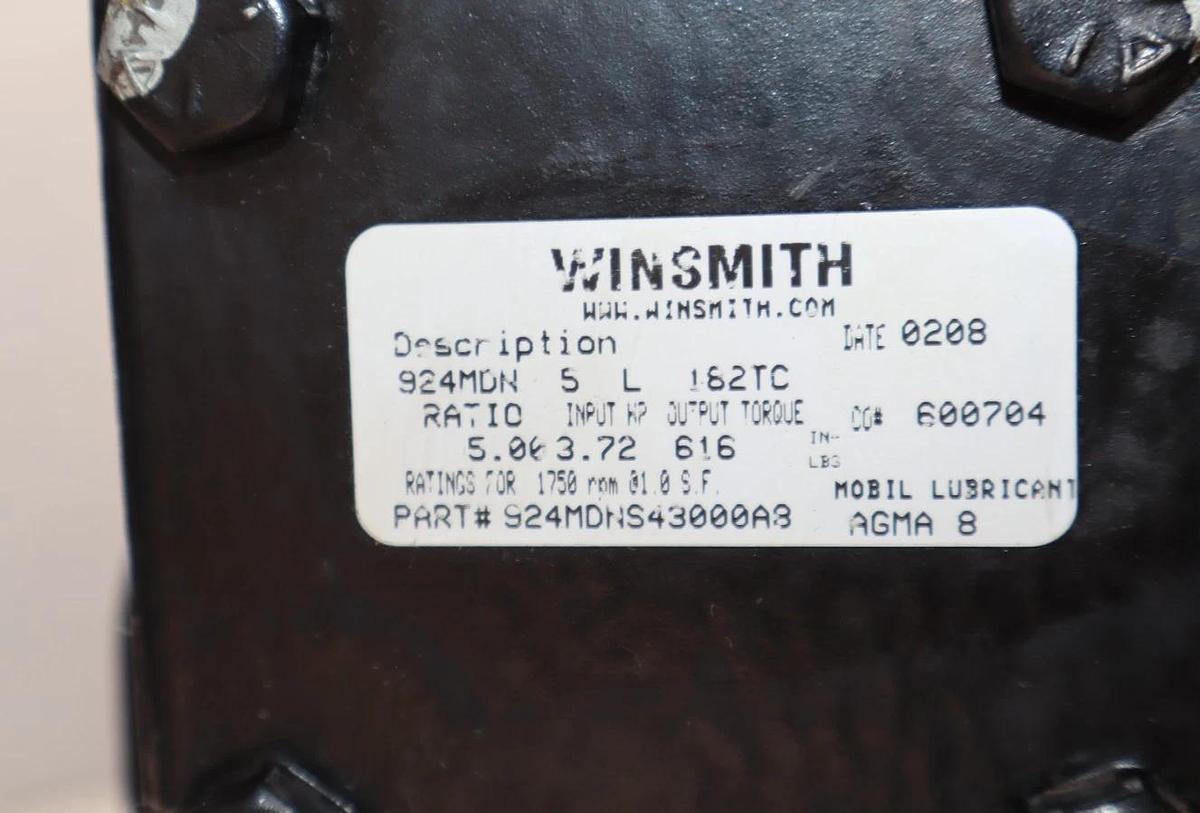 WINSMITH
WWW.WINSMITH.COM
Description DATE 0208
924MDN 5 L 182TC
RATIO INPUT HP OUTPUT TORQUE CO# 600704
5.00 3.72 616 IN-LBS
RATINGS FOR 1750 rpm @1.0 S.F.
MOBIL LUBRICANT
PART# 924MDNS43000A8 AGMA 8